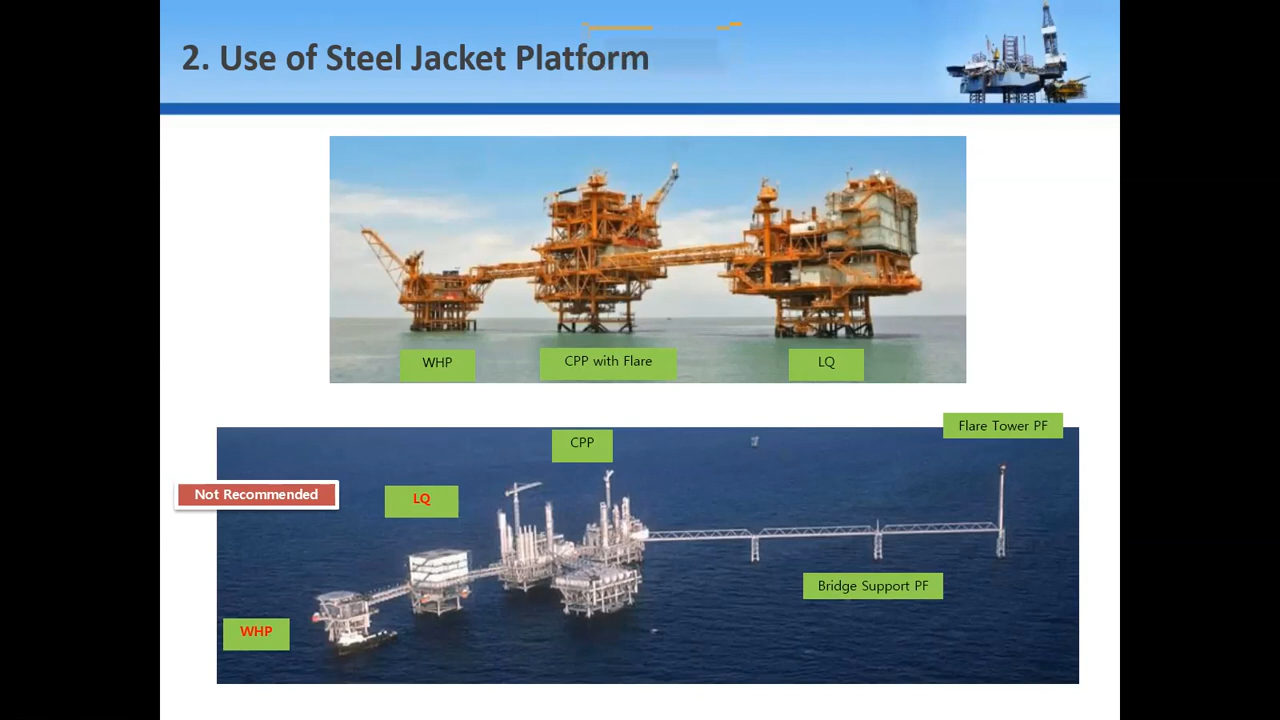 2. Use of Steel Jacket Platform
WHP
CPP with Flare
LQ
Flare Tower PF
CPP
Not Recommended
LQ
Bridge Support PF
WHP